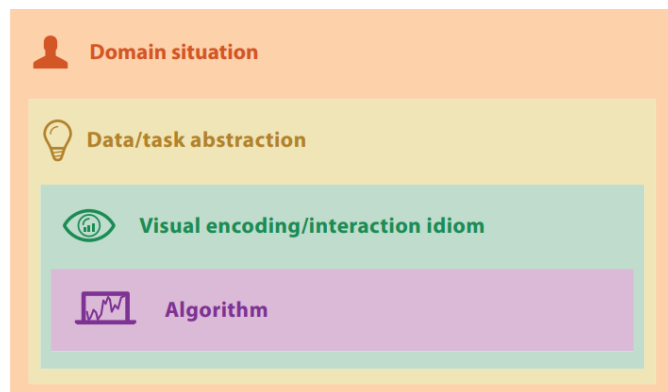 Domain situation
Data/task abstraction
Visual encoding/interaction idiom
Algorithm